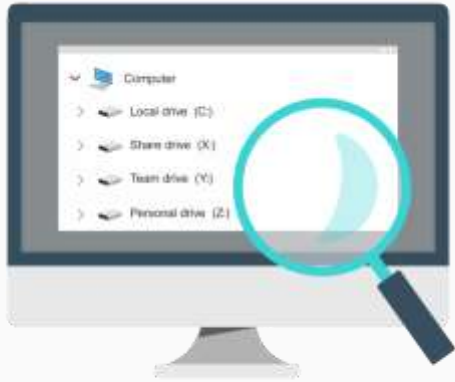 Computer
Local drive (C:)
Share drive (X:)
Team drive (Y:)
Personal drive (Z:)